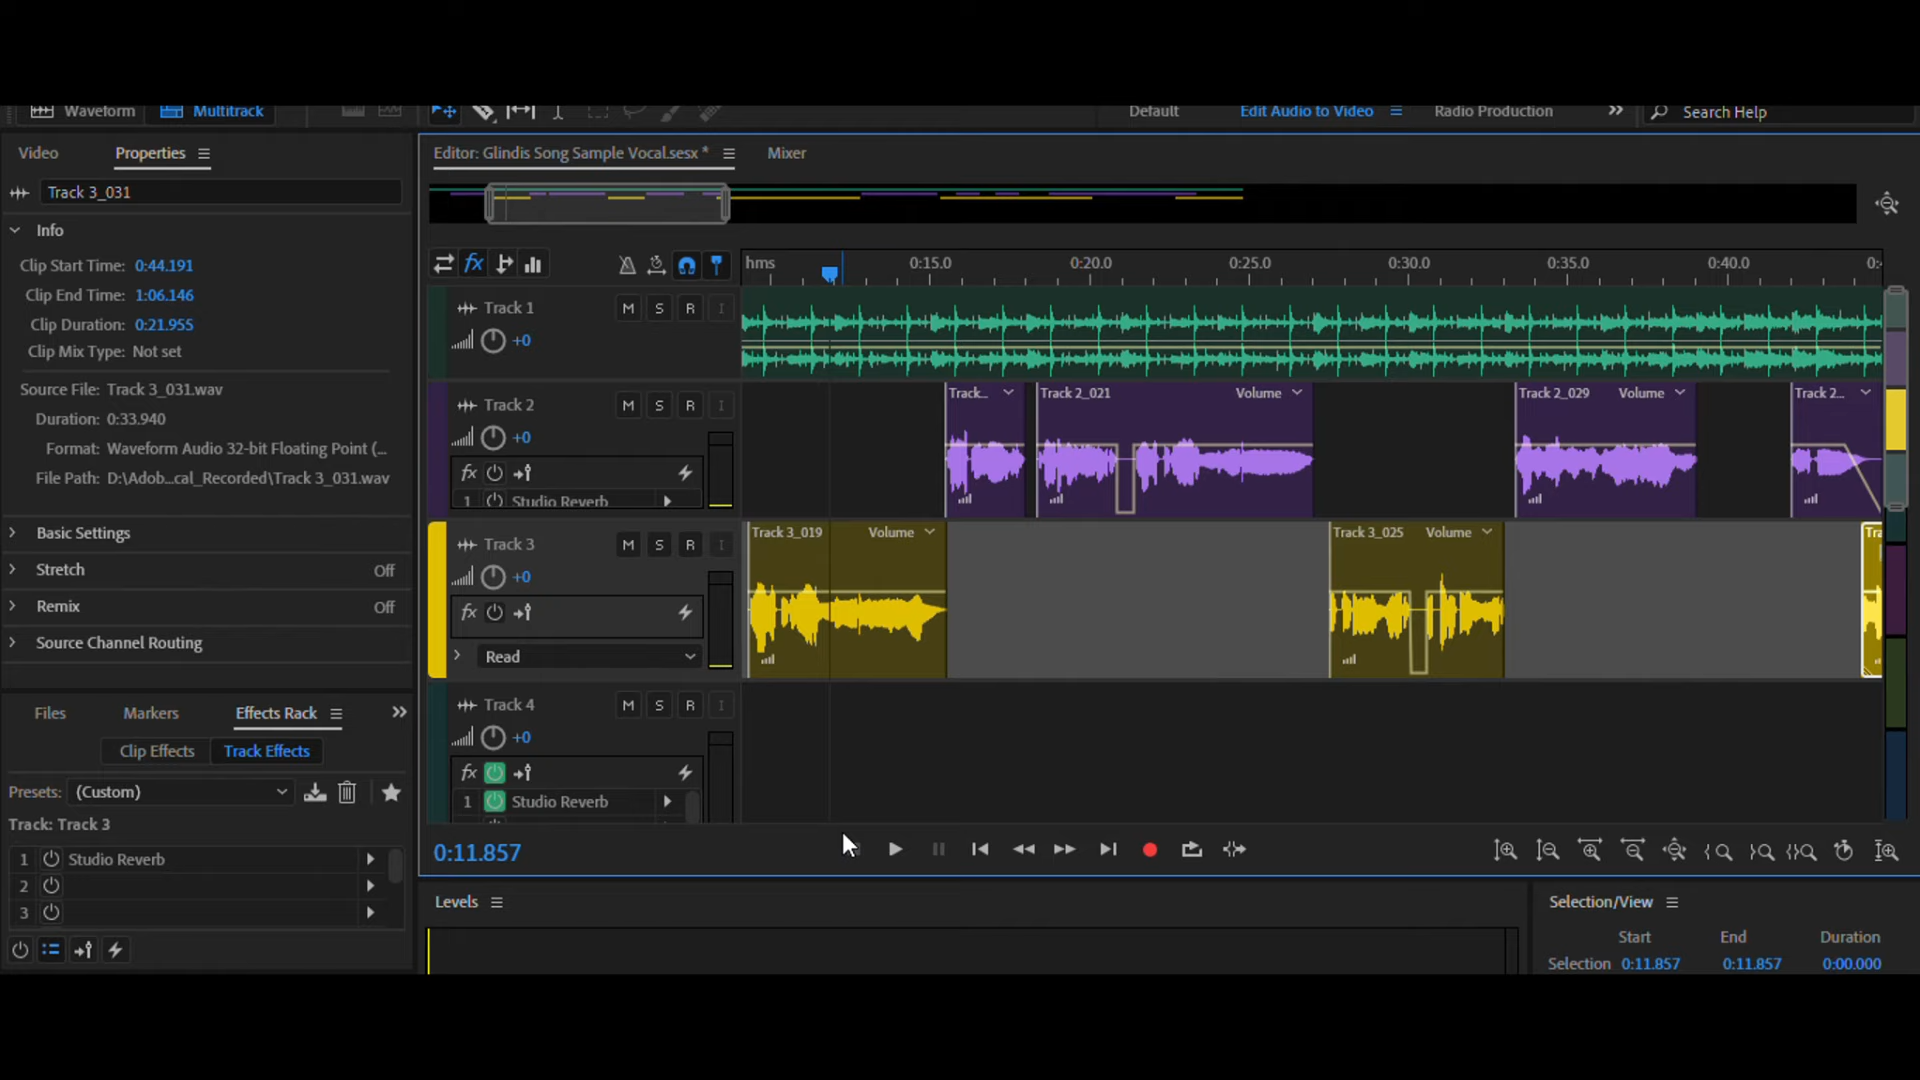 Waveform Multitrack Default Edit Audio to Video Radio Production Search Help
Video Properties
Track 3_031
Info
Clip Start Time: 0:44.191
Clip End Time: 1:06.146
Clip Duration: 0:21.955
Clip Mix Type: Not set
Source File: Track 3_031.wav
Duration: 0:33.940
Format: Waveform Audio 32-bit Floating Point (...
File Path: D:\Adob...cal_Recorded\Track 3_031.wav
Basic Settings
Stretch Off
Remix Off
Source Channel Routing
Files Markers Effects Rack
Clip Effects Track Effects
Presets: (Custom)
Track: Track 3
1 Studio Reverb
2
3
Editor: Glindis Song Sample Vocal.sesx * Mixer
fx
hms 0:15.0 0:20.0 0:25.0 0:30.0 0:35.0 0:40.0
Track 1 M S R I
+0
Track 2 M S R I
+0
fx
1 Studio Reverb
Track... Track 2_021 Volume Track 2_029 Volume Track 2...
Track 3 M S R I
+0
fx
Read
Track 3_019 Volume Track 3_025 Volume
Track 4 M S R I
+0
fx
1 Studio Reverb
0:11.857
Levels
Selection/View
Start End Duration
Selection 0:11.857 0:11.857 0:00.000